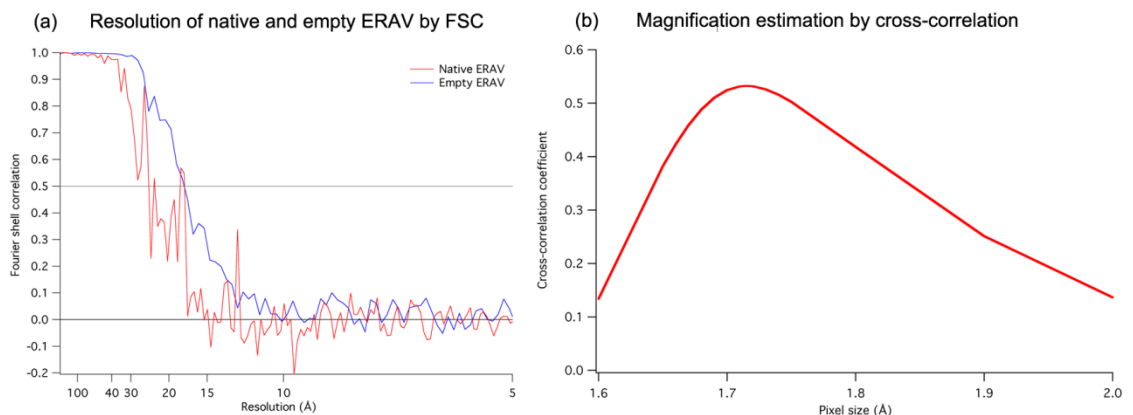 (a) Resolution of native and empty ERAV by FSC
1.0
0.9
0.8
0.7
0.6
0.5
0.4
0.3
0.2
0.1
0.0
-0.1
-0.2
Fourier shell correlation
Native ERAV
Empty ERAV
100 40 30 20 15 10 5
Resolution (Å)
(b) Magnification estimation by cross-correlation
0.6
0.5
0.4
0.3
0.2
0.1
0.0
Cross-correlation coefficient
1.6 1.7 1.8 1.9 2.0
Pixel size (Å)